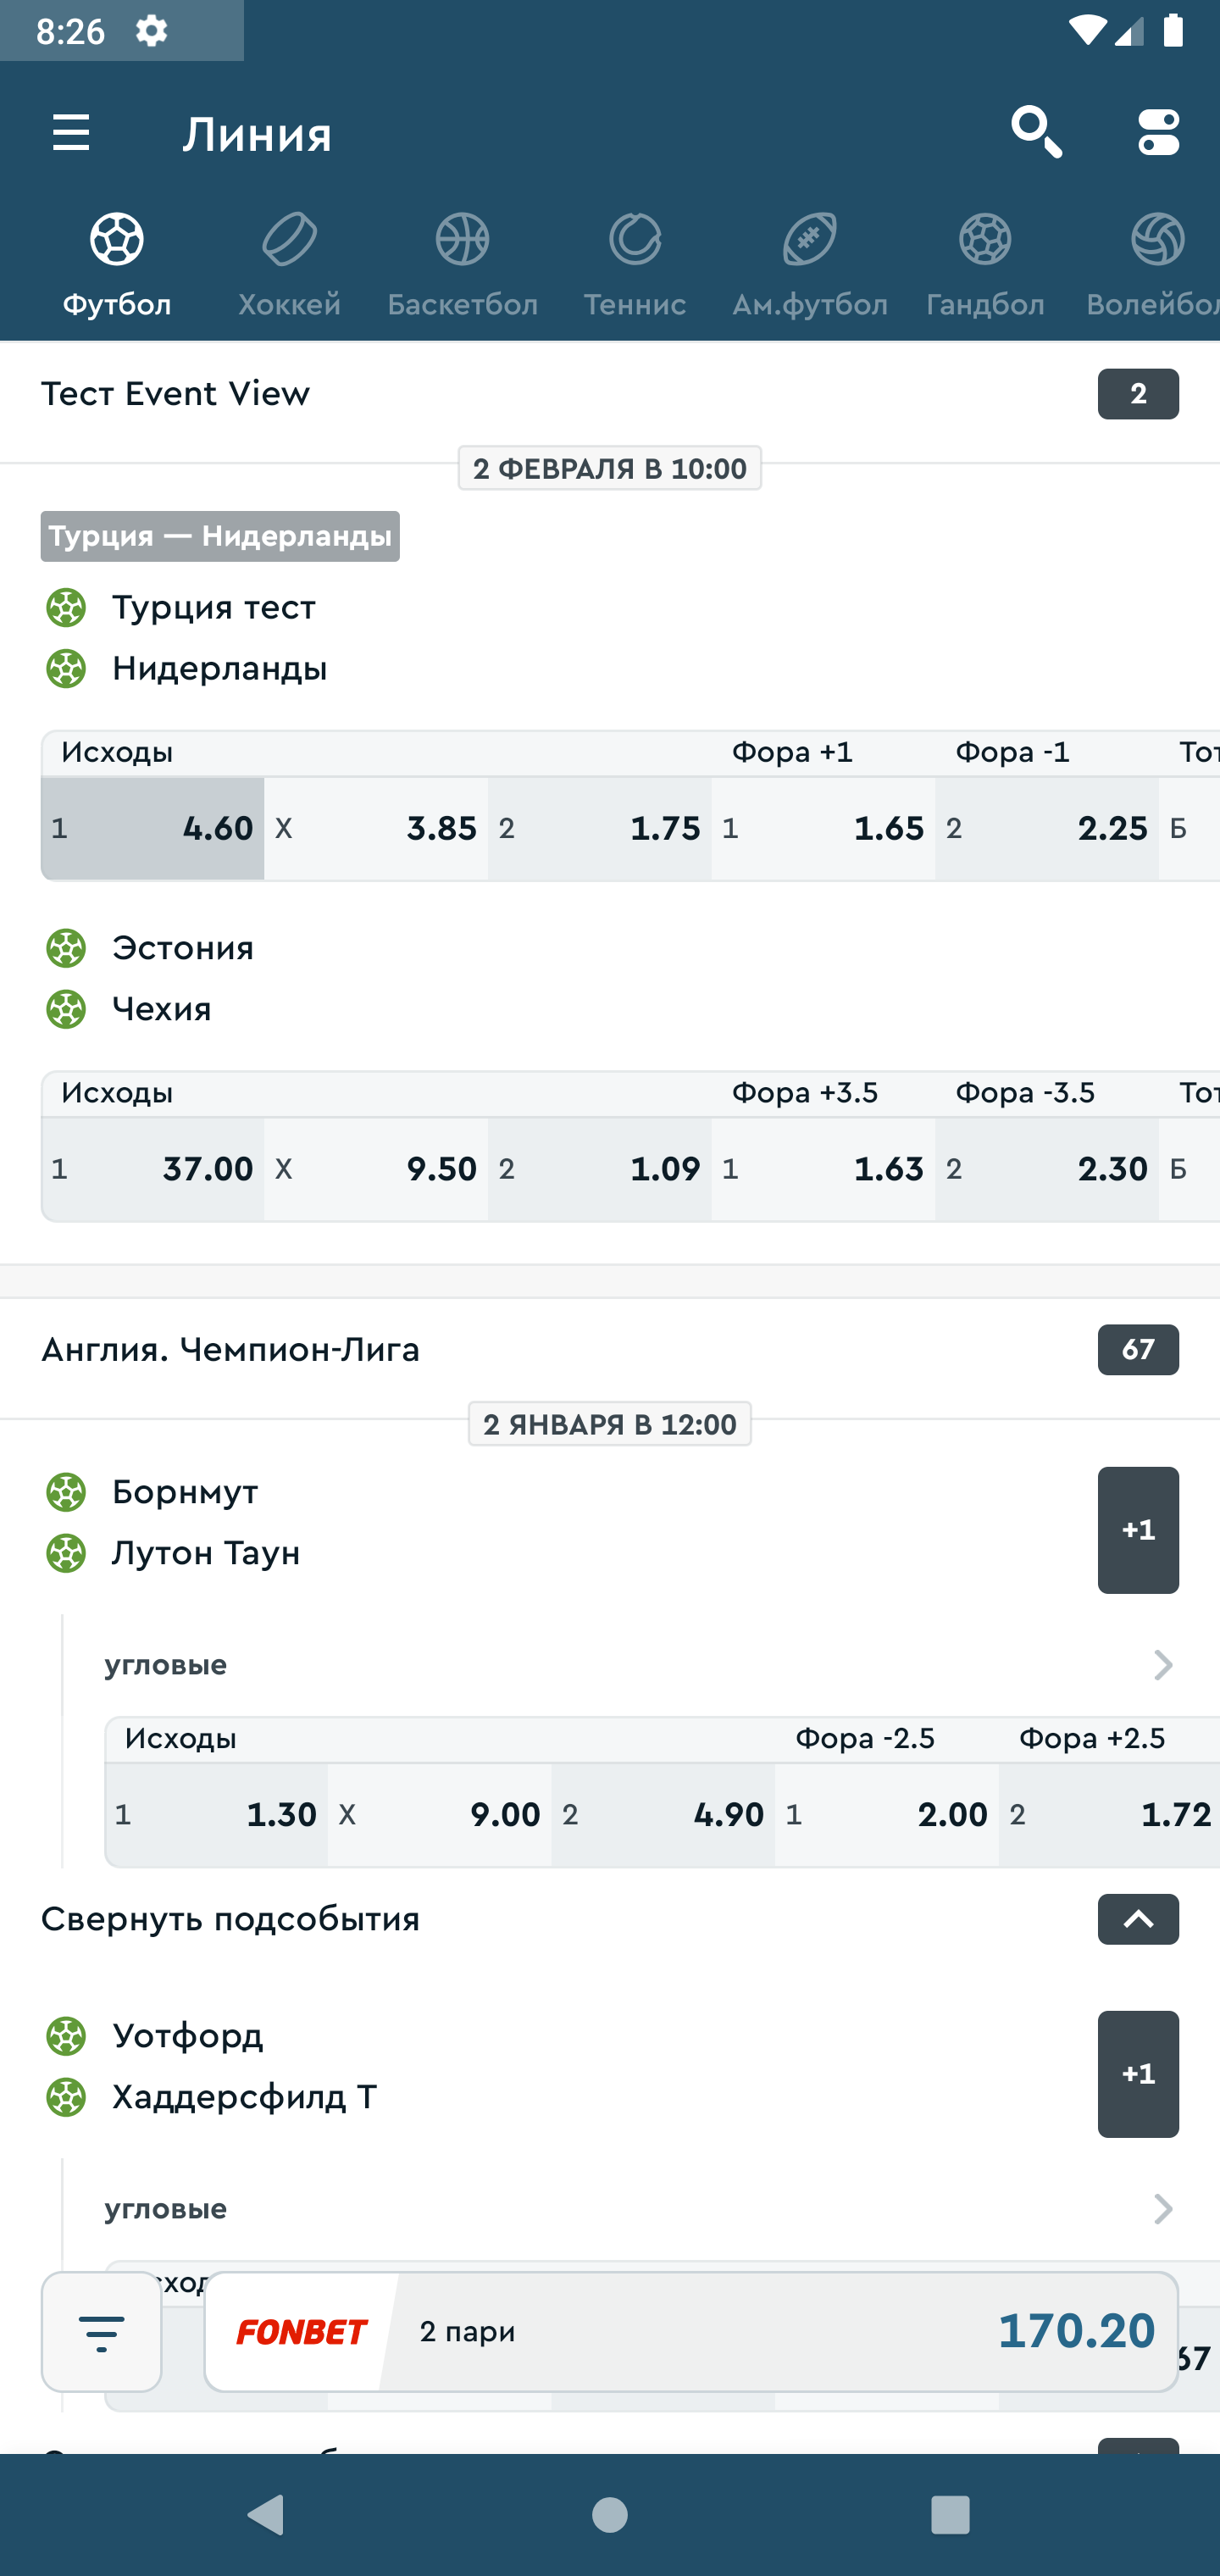 8:26
Линия
Футбол Хоккей Баскетбол Теннис Ам.футбол Гандбол Волейбол
Тест Event View 2
2 ФЕВРАЛЯ В 10:00
Турция — Нидерланды
Турция тест
Нидерланды
Исходы Фора +1 Фора -1
1 4.60 X 3.85 2 1.75 1 1.65 2 2.25 Б
Эстония
Чехия
Исходы Фора +3.5 Фора -3.5
1 37.00 X 9.50 2 1.09 1 1.63 2 2.30 Б
Англия. Чемпион-Лига 67
2 ЯНВАРЯ В 12:00
Борнмут
+1
Лутон Таун
угловые
Исходы Фора -2.5 Фора +2.5
1 1.30 X 9.00 2 4.90 1 2.00 2 1.72
Свернуть подсобытия
Уотфорд
+1
Хаддерсфилд Т
угловые
FONBET 2 пари 170.20